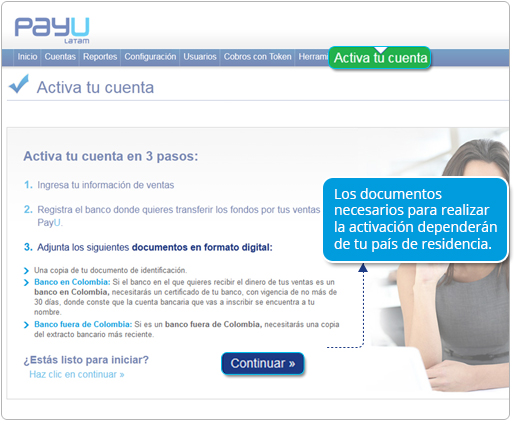 PayU
LATAM
Inicio Cuentas Reportes Configuración Usuarios Cobros con Token Herrami Activa tu cuenta
Activa tu cuenta
Activa tu cuenta en 3 pasos:
1. Ingresa tu información de ventas
2. Registra el banco donde quieres transferir los fondos por tus ventas
PayU.
3. Adjunta los siguientes documentos en formato digital:
Una copia de tu documento de identificación.
Banco en Colombia: Si el banco en el que quieres recibir el dinero de tus ventas es un
banco en Colombia, necesitarás un certificado de tu banco, con vigencia de no más de
30 días, donde conste que la cuenta bancaria que vas a inscribir se encuentra a tu
nombre.
Banco fuera de Colombia: Si es un banco fuera de Colombia, necesitarás una copia
del extracto bancario más reciente.
¿Estás listo para iniciar?
Haz clic en continuar »
Continuar »
Los documentos
necesarios para realizar
la activación dependerán
de tu país de residencia.